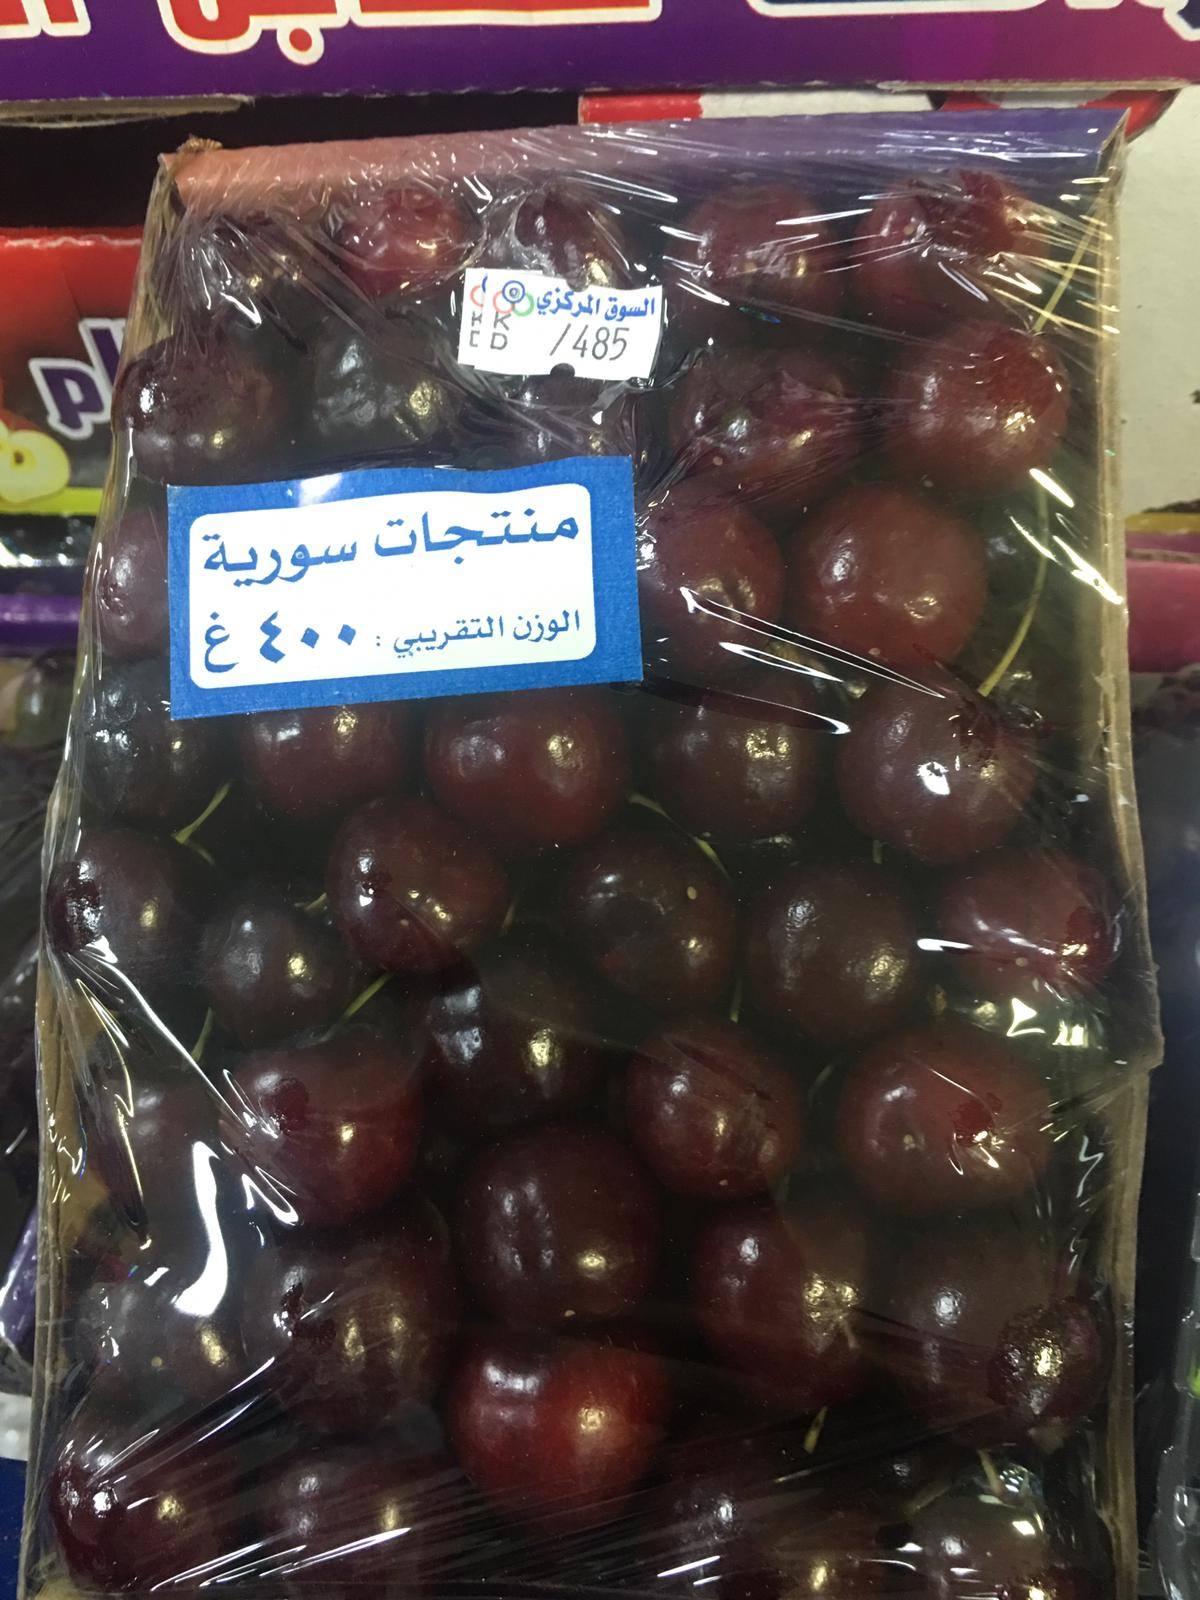 السوق المركزي
K K
D D /485
منتجات سورية
الوزن التقريبي : ٤٠٠ غ